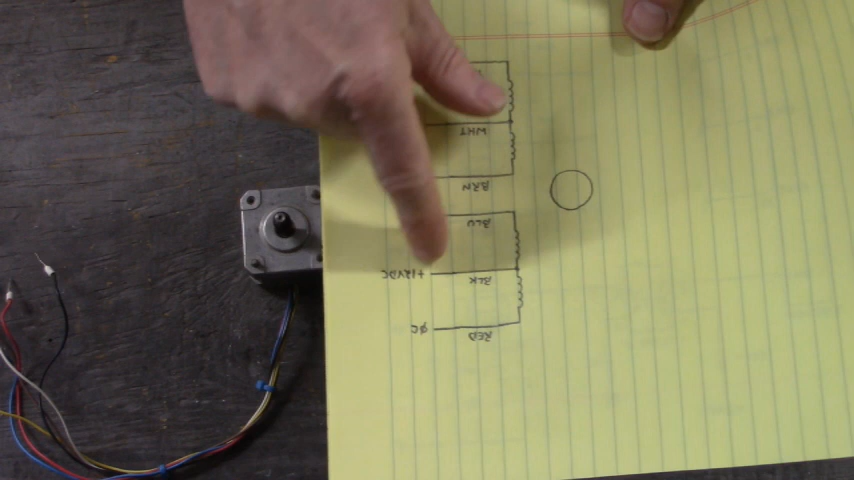 RED ØC
BLK +12VDC
BLU
BRN
WHT